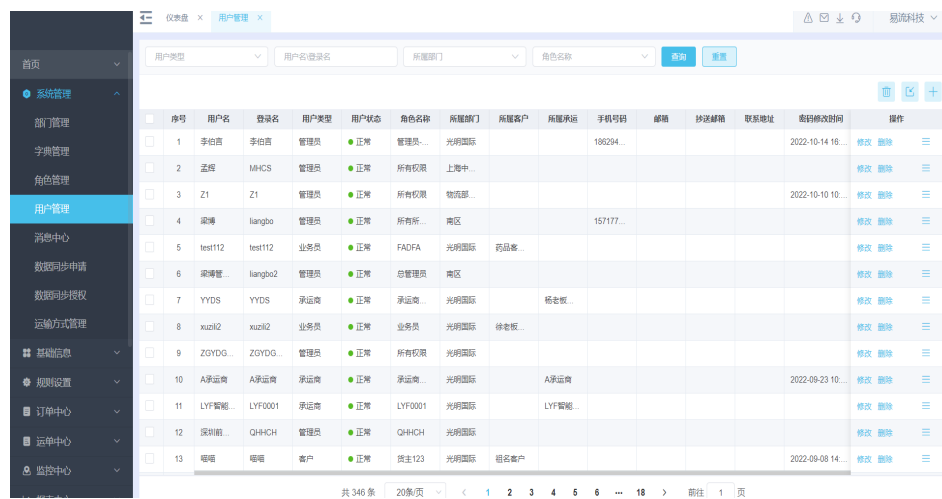 仪表盘 × 用户管理 × 易流科技
首页
系统管理
部门管理
字典管理
角色管理
用户管理
消息中心
数据同步申请
数据同步授权
运输方式管理
基础信息
规则设置
订单中心
运单中心
监控中心
用户类型 用户名\登录名 所属部门 角色名称 查询 重置
序号 用户名 登录名 用户类型 用户状态 角色名称 所属部门 所属客户 所属承运 手机号码 邮箱 抄送邮箱 联系地址 密码修改时间 操作
1 李伯言 李伯言 管理员 正常 管理员-... 光明国际 186294... 2022-10-14 16:... 修改 删除
2 孟辉 MHCS 管理员 正常 所有权限 上海中... 修改 删除
3 Z1 Z1 管理员 正常 所有权限 物流部... 2022-10-10 10:... 修改 删除
4 梁博 liangbo 管理员 正常 所有所... 南区 157177... 修改 删除
5 test112 test112 业务员 正常 FADFA 光明国际 药品客... 修改 删除
6 梁博管... liangbo2 管理员 正常 总管理员 南区 修改 删除
7 YYDS YYDS 承运商 正常 承运商... 光明国际 杨老板... 修改 删除
8 xuzili2 xuzili2 业务员 正常 业务员 光明国际 徐老板... 修改 删除
9 ZGYDG... ZGYDG... 管理员 正常 所有权限 光明国际 修改 删除
10 A承运商 A承运商 承运商 正常 承运商... 光明国际 A承运商 2022-09-23 10:... 修改 删除
11 LYF智能... LYF0001 承运商 正常 LYF0001 光明国际 LYF智能... 修改 删除
12 深圳前... QHHCH 管理员 正常 QHHCH 光明国际 修改 删除
13 喵喵 喵喵 客户 正常 货主123 光明国际 祖名客户 2022-09-08 14:... 修改 删除
共 346 条 20条/页 < 1 2 3 4 5 6 ... 18 > 前往 1 页